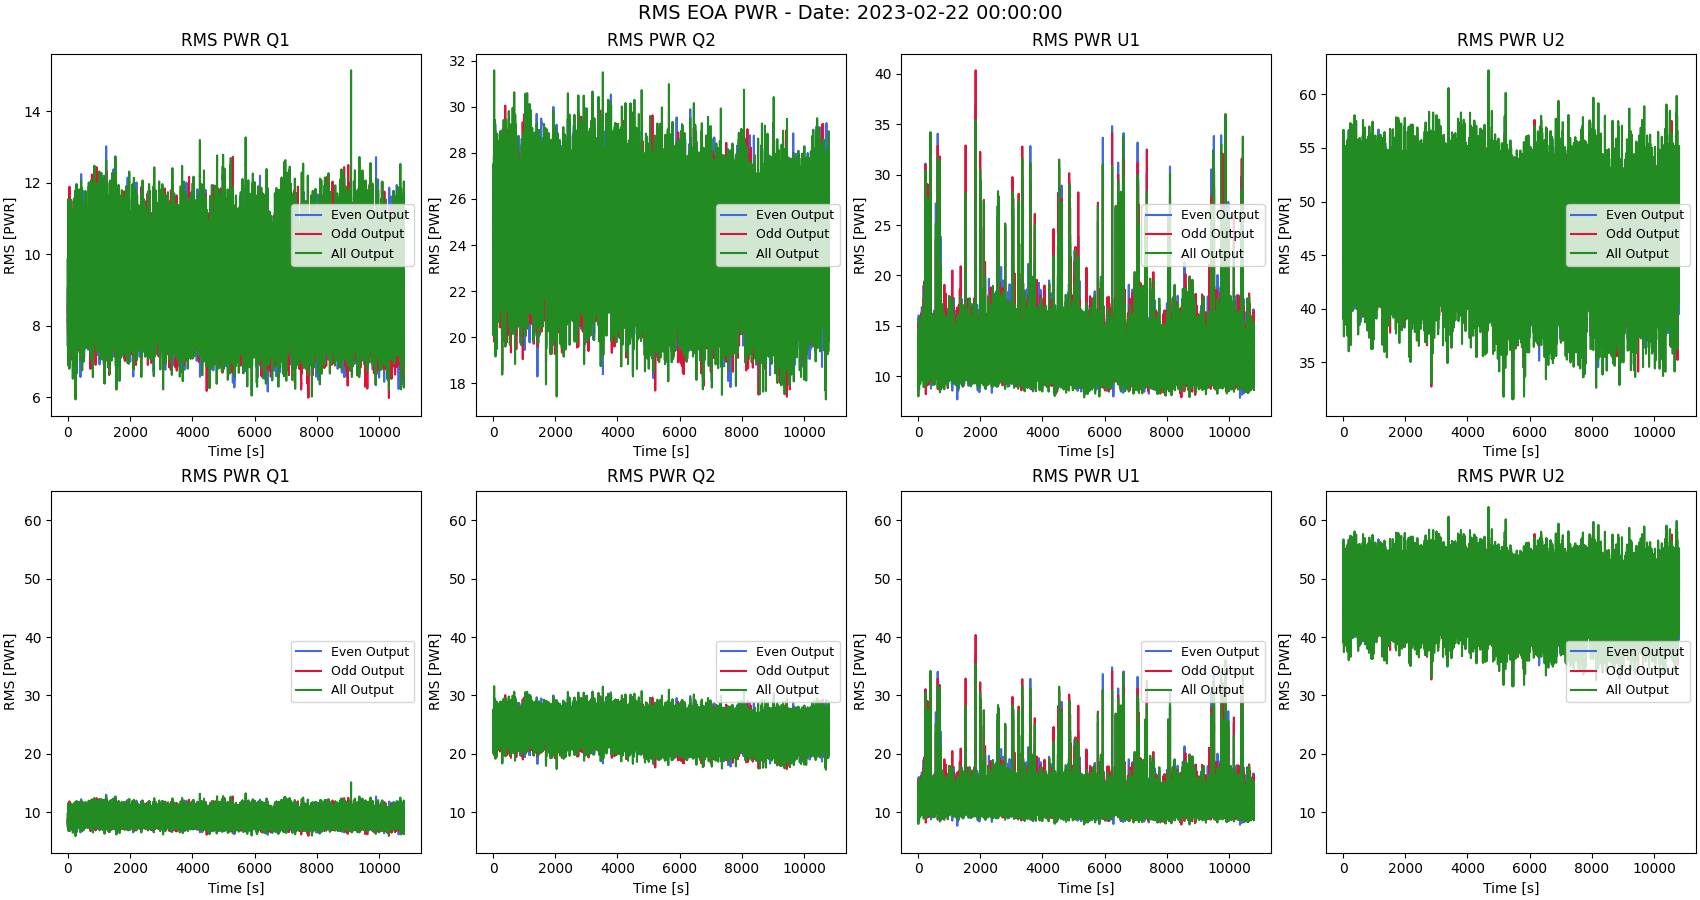 RMS EOA PWR - Date: 2023-02-22 00:00:00
RMS PWR Q1
RMS [PWR]
14
12
10
8
6
0 2000 4000 6000 8000 10000
Time [s]
Even Output
Odd Output
All Output
RMS PWR Q2
RMS [PWR]
32
30
28
26
24
22
20
18
0 2000 4000 6000 8000 10000
Time [s]
Even Output
Odd Output
All Output
RMS PWR U1
RMS [PWR]
40
35
30
25
20
15
10
0 2000 4000 6000 8000 10000
Time [s]
Even Output
Odd Output
All Output
RMS PWR U2
RMS [PWR]
60
55
50
45
40
35
0 2000 4000 6000 8000 10000
Time [s]
Even Output
Odd Output
All Output
RMS PWR Q1
RMS [PWR]
60
50
40
30
20
10
0 2000 4000 6000 8000 10000
Time [s]
Even Output
Odd Output
All Output
RMS PWR Q2
RMS [PWR]
60
50
40
30
20
10
0 2000 4000 6000 8000 10000
Time [s]
Even Output
Odd Output
All Output
RMS PWR U1
RMS [PWR]
60
50
40
30
20
10
0 2000 4000 6000 8000 10000
Time [s]
Even Output
Odd Output
All Output
RMS PWR U2
RMS [PWR]
60
50
40
30
20
10
0 2000 4000 6000 8000 10000
Time [s]
Even Output
Odd Output
All Output